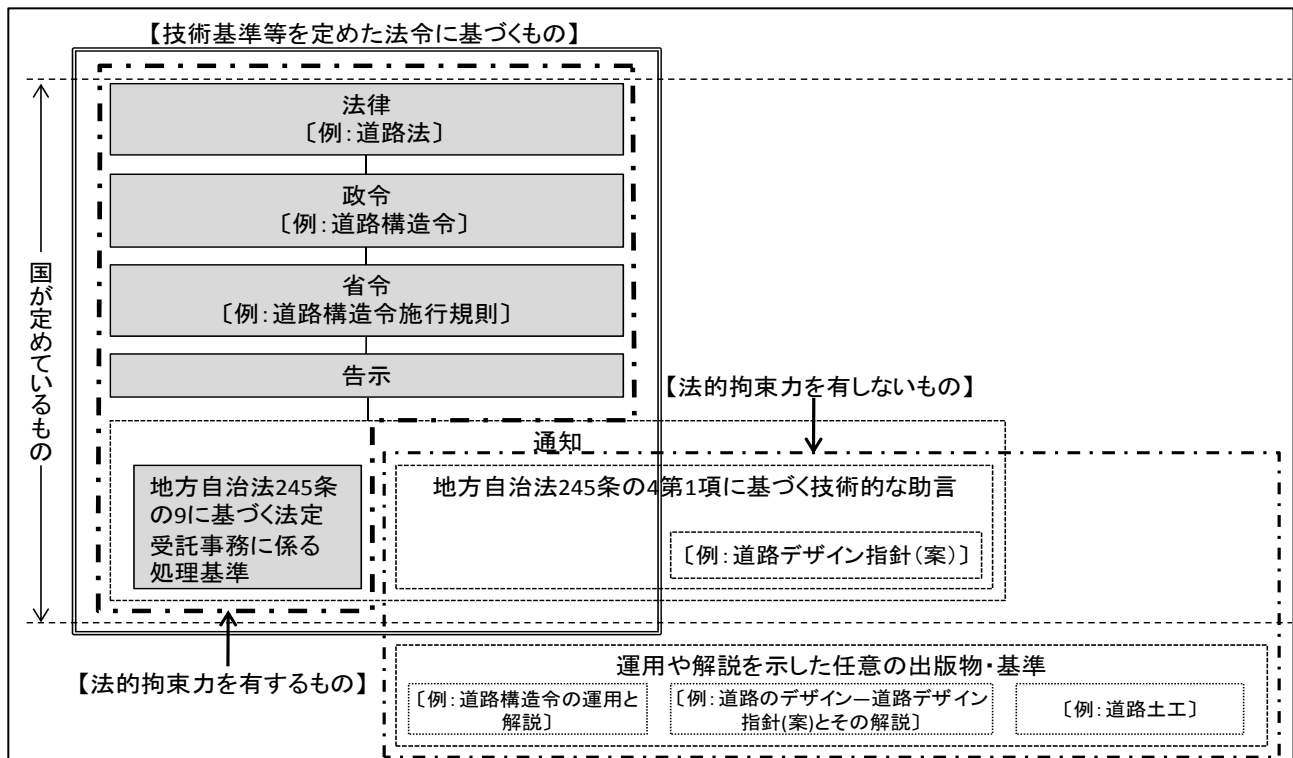 【技術基準等を定めた法令に基づくもの】
国が定めているもの
法律
〔例：道路法〕
政令
〔例：道路構造令〕
省令
〔例：道路構造令施行規則〕
告示
【法的拘束力を有しないもの】
通知
地方自治法245条
の9に基づく法定
受託事務に係る
処理基準
地方自治法245条の4第1項に基づく技術的な助言
〔例：道路デザイン指針（案）〕
【法的拘束力を有するもの】
運用や解説を示した任意の出版物・基準
〔例：道路構造令の運用と
解説〕
〔例：道路のデザイン―道路デザイン
指針(案)とその解説〕
〔例：道路土工〕